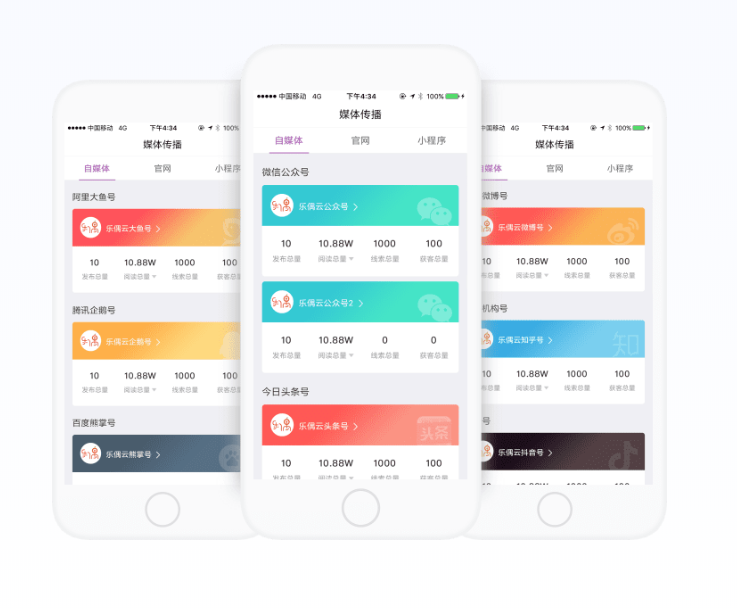 中国移动 4G 下午4:34 100%
媒体传播
自媒体 官网 小程序
阿里大鱼号
乐偶云大鱼号
10 10.88W 1000 100
发布总量 阅读总量 线索总量 获客总
腾讯企鹅号
乐偶云企鹅号
10 10.88W 1000 100
发布总量 阅读总量 线索总量 获客总
百度熊掌号
乐偶云熊掌号
中国移动 4G 下午4:34 100%
媒体传播
自媒体 官网 小程序
微信公众号
乐偶云公众号
10 10.88W 1000 100
发布总量 阅读总量 线索总量 获客总量
乐偶云公众号2
10 10.88W 0 0
发布总量 阅读总量 线索总量 获客总量
今日头条号
乐偶云头条号
头条
10 10.88W 1000 100
发布总量 阅读总量 线索总量 获客总量
中国移动 4G 下午4:34 100%
媒体传播
媒体 官网 小程序
微博号
乐偶云微博号
10 10.88W 1000 100
布总量 阅读总量 线索总量 获客总量
机构号
乐偶云知乎号
知
10 10.88W 1000 100
布总量 阅读总量 线索总量 获客总量
号
乐偶云抖音号
10 10.88W 1000 100